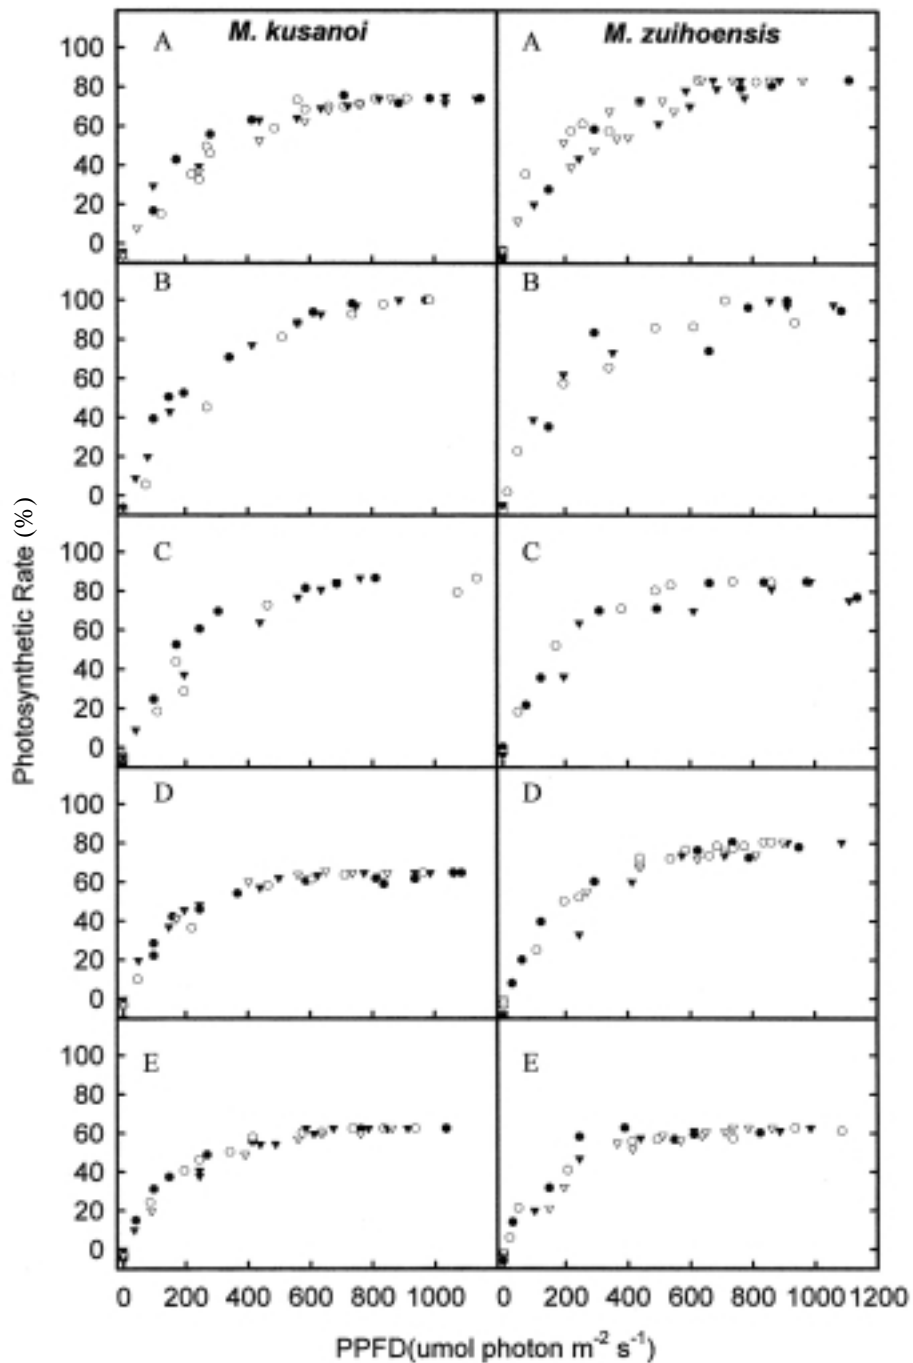 M. kusanoi
M. zuihoensis
A
100
80
60
40
20
0
A
B
100
80
60
40
20
0
B
C
100
80
60
40
20
0
C
D
100
80
60
40
20
0
D
E
100
80
60
40
20
0
E
0 200 400 600 800 1000
0 200 400 600 800 1000 1200
Photosynthetic Rate (%)
PPFD(umol photon m⁻² s⁻¹)